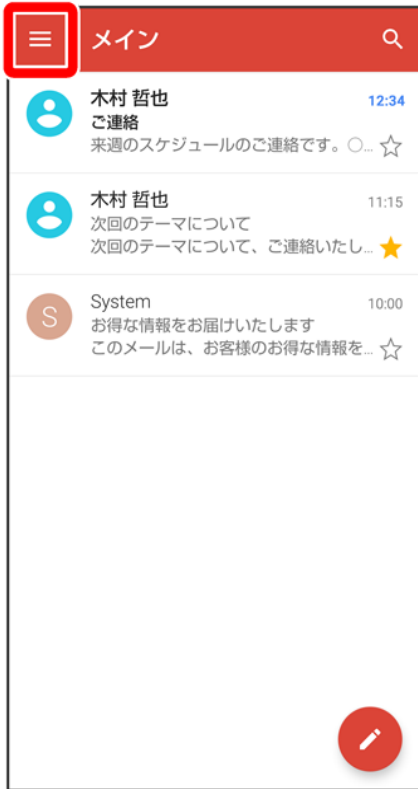 メイン
木村 哲也
12:34
ご連絡
来週のスケジュールのご連絡です。○...
木村 哲也
11:15
次回のテーマについて
次回のテーマについて、ご連絡いたし...
S
System
10:00
お得な情報をお届けいたします
このメールは、お客様のお得な情報を...